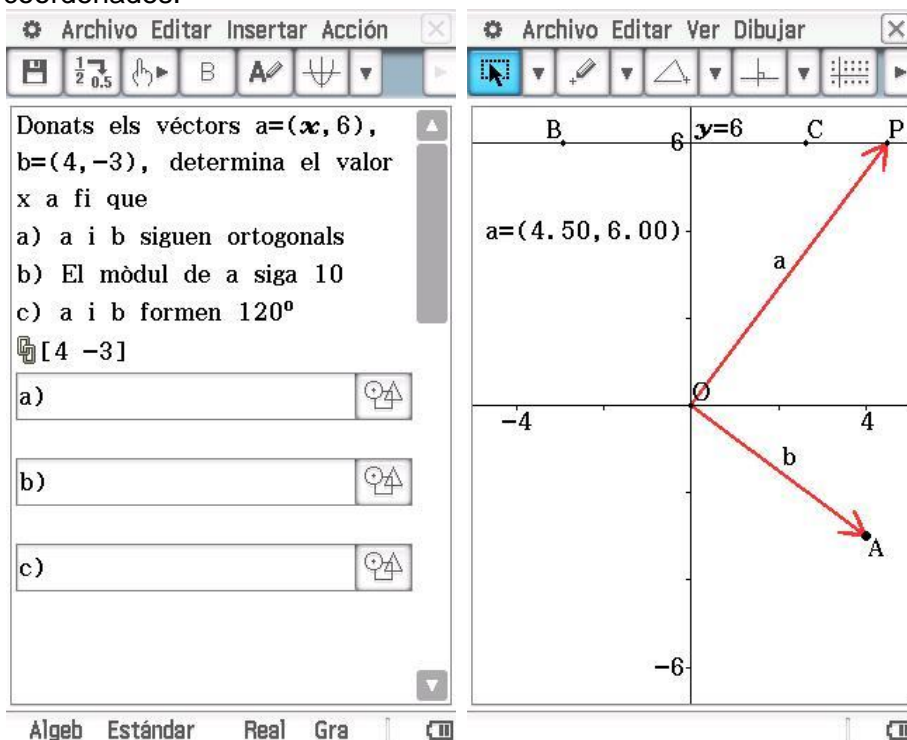 coordenades.
Archivo Editar Insertar Acción
B
A
Donats els véctors a=(x,6),
b=(4,−3), determina el valor
x a fi que
a) a i b siguen ortogonals
b) El mòdul de a siga 10
c) a i b formen 120º
[4 −3]
a)
b)
c)
Algeb Estándar Real Gra
Archivo Editar Ver Dibujar
B
6
y=6
C
P
a=(4.50,6.00)
a
O
−4
4
b
A
−6